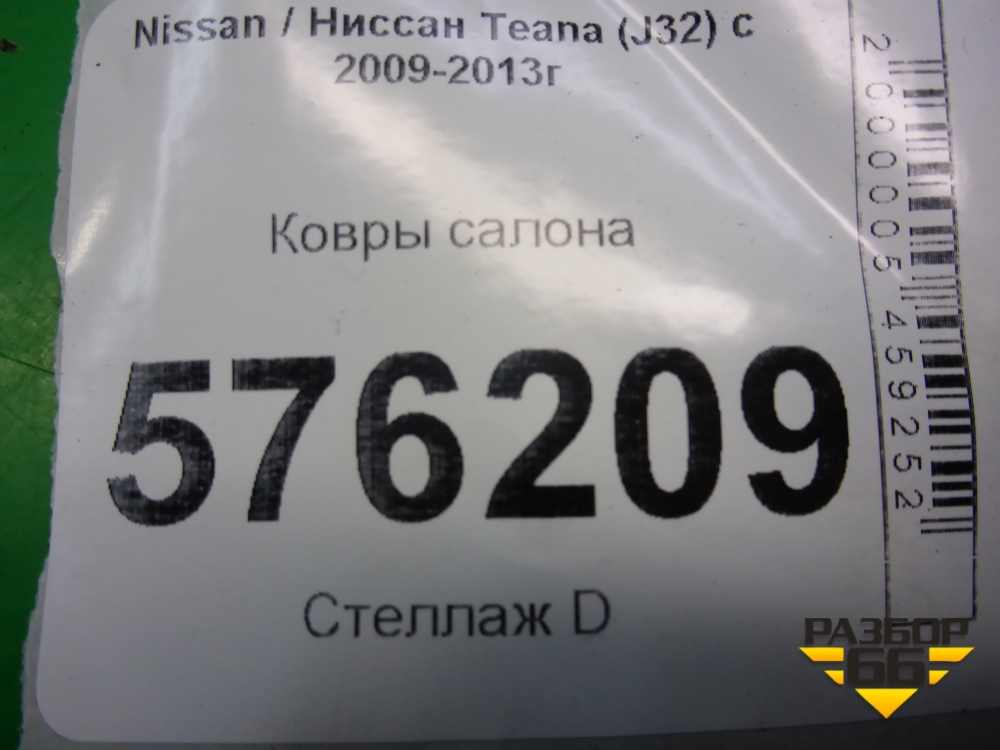 Nissan / Ниссан Teana (J32) с
2009-2013г
Ковры салона
576209
Стеллаж D
2000005459252
РАЗБОР
66